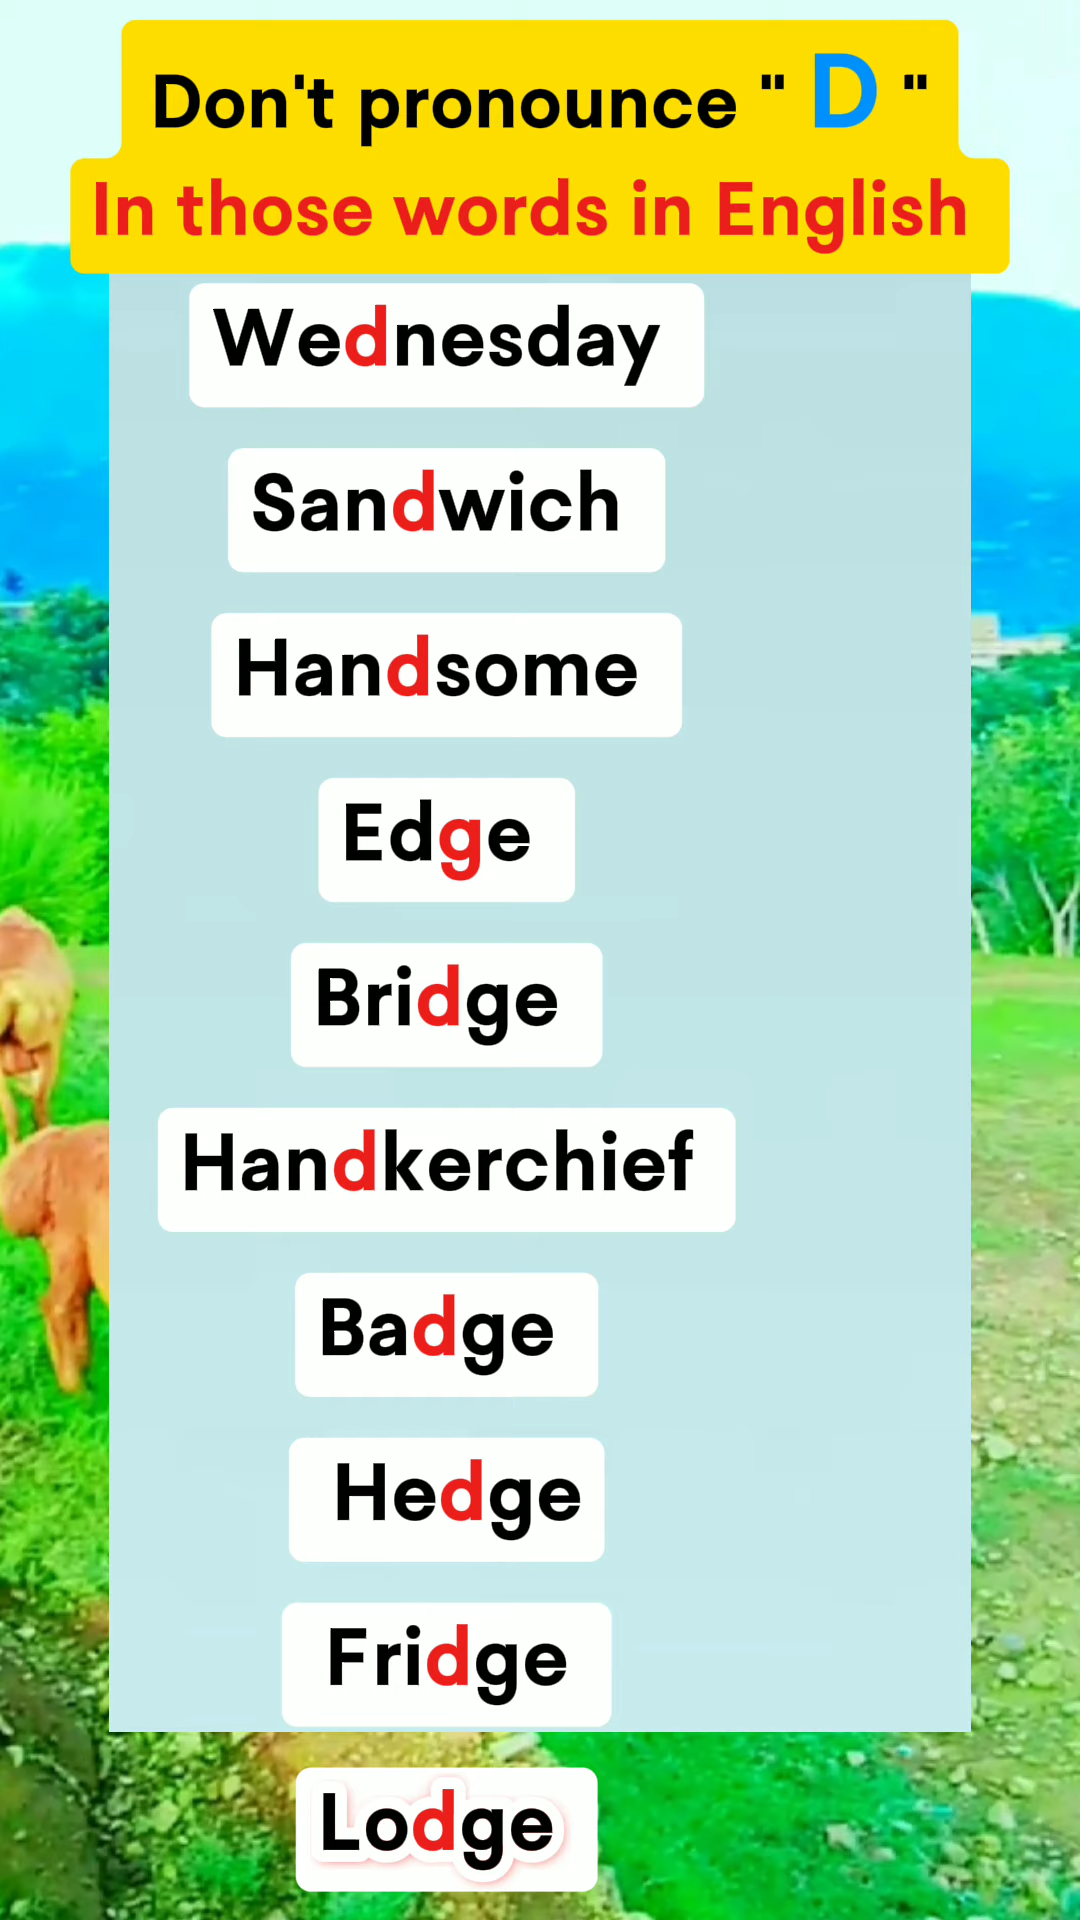 Don't pronounce " D "
In those words in English
Wednesday
Sandwich
Handsome
Edge
Bridge
Handkerchief
Badge
Hedge
Fridge
Lodge